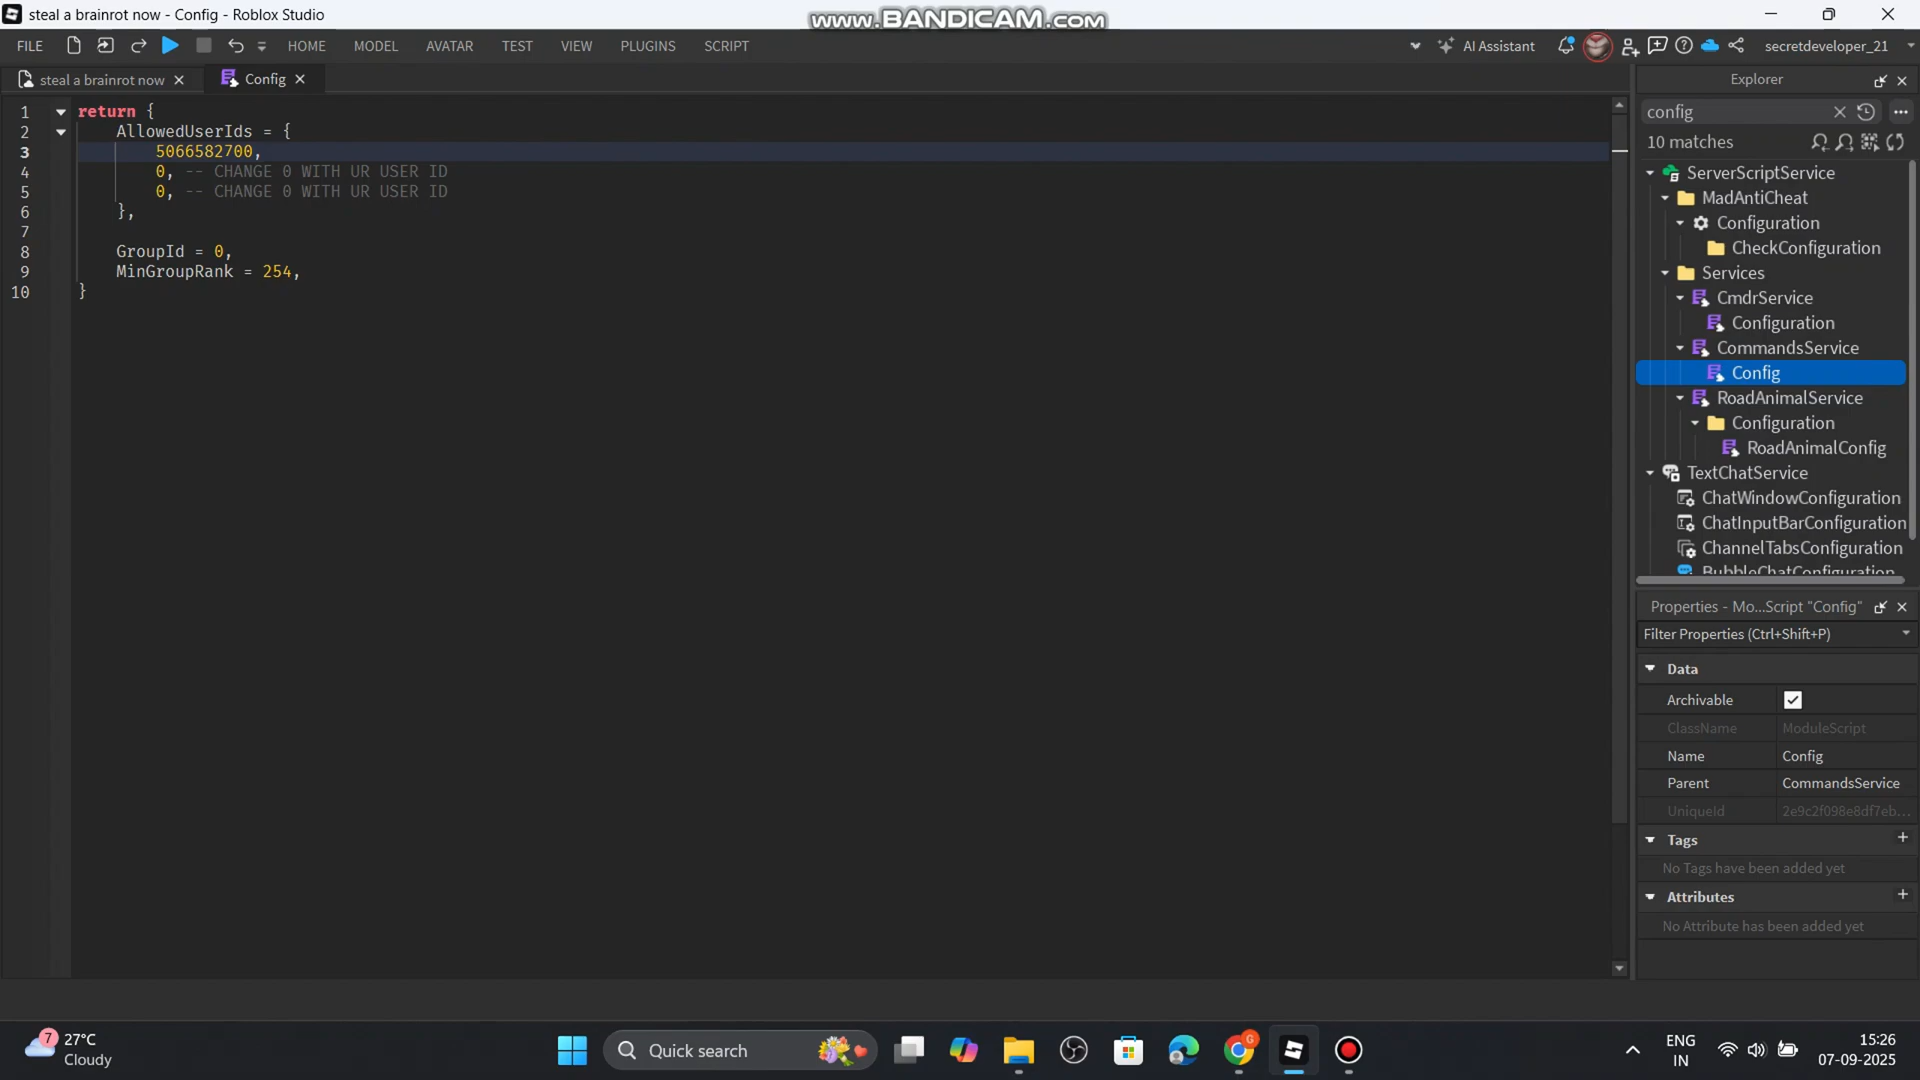 steal a brainrot now - Config - Roblox Studio
www.BANDICAM.com
FILE HOME MODEL AVATAR TEST VIEW PLUGINS SCRIPT AI Assistant secretdeveloper_21
steal a brainrot now Config
Explorer
config
10 matches
1 return {
2 AllowedUserIds = {
3 5066582700,
4 0, -- CHANGE 0 WITH UR USER ID
5 0, -- CHANGE 0 WITH UR USER ID
6 },
7
8 GroupId = 0,
9 MinGroupRank = 254,
10 }
ServerScriptService
MadAntiCheat
Configuration
CheckConfiguration
Services
CmdrService
Configuration
CommandsService
Config
RoadAnimalService
Configuration
RoadAnimalConfig
TextChatService
ChatWindowConfiguration
ChatInputBarConfiguration
ChannelTabsConfiguration
BubbleChatConfiguration
Properties - Mo...Script "Config"
Filter Properties (Ctrl+Shift+P)
Data
Archivable
ClassName ModuleScript
Name Config
Parent CommandsService
UniqueId 2e9c2f098e8df7eb...
Tags
No Tags have been added yet
Attributes
No Attribute has been added yet
7
27°C
Cloudy
Quick search
G
ENG
IN
15:26
07-09-2025